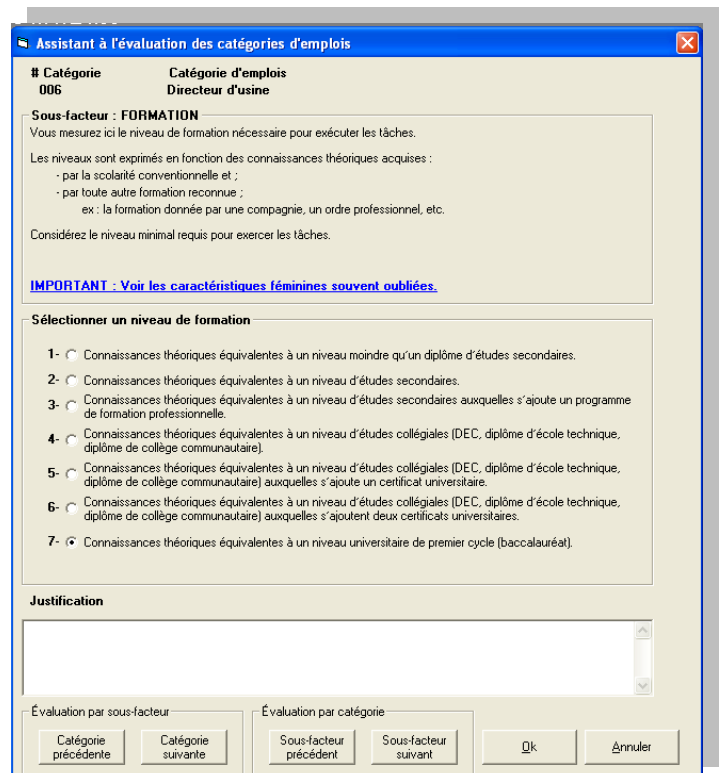 Assistant à l'évaluation des catégories d'emplois
# Catégorie Catégorie d'emplois
006 Directeur d'usine
Sous-facteur : FORMATION
Vous mesurez ici le niveau de formation nécessaire pour exécuter les tâches.
Les niveaux sont exprimés en fonction des connaissances théoriques acquises :
- par la scolarité conventionnelle et ;
- par toute autre formation reconnue ;
ex : la formation donnée par une compagnie, un ordre professionnel, etc.
Considérez le niveau minimal requis pour exercer les tâches.
IMPORTANT : Voir les caractéristiques féminines souvent oubliées.
Sélectionner un niveau de formation
1- Connaissances théoriques équivalentes à un niveau moindre qu'un diplôme d'études secondaires.
2- Connaissances théoriques équivalentes à un niveau d'études secondaires.
3- Connaissances théoriques équivalentes à un niveau d'études secondaires auxquelles s'ajoute un programme
de formation professionnelle.
4- Connaissances théoriques équivalentes à un niveau d'études collégiales (DEC, diplôme d'école technique,
diplôme de collège communautaire).
5- Connaissances théoriques équivalentes à un niveau d'études collégiales (DEC, diplôme d'école technique,
diplôme de collège communautaire) auxquelles s'ajoute un certificat universitaire.
6- Connaissances théoriques équivalentes à un niveau d'études collégiales (DEC, diplôme d'école technique,
diplôme de collège communautaire) auxquelles s'ajoutent deux certificats universitaires.
7- Connaissances théoriques équivalentes à un niveau universitaire de premier cycle (baccalauréat).
Justification
Évaluation par sous-facteur Évaluation par catégorie
Catégorie précédente Catégorie suivante Sous-facteur précédent Sous-facteur suivant Ok Annuler